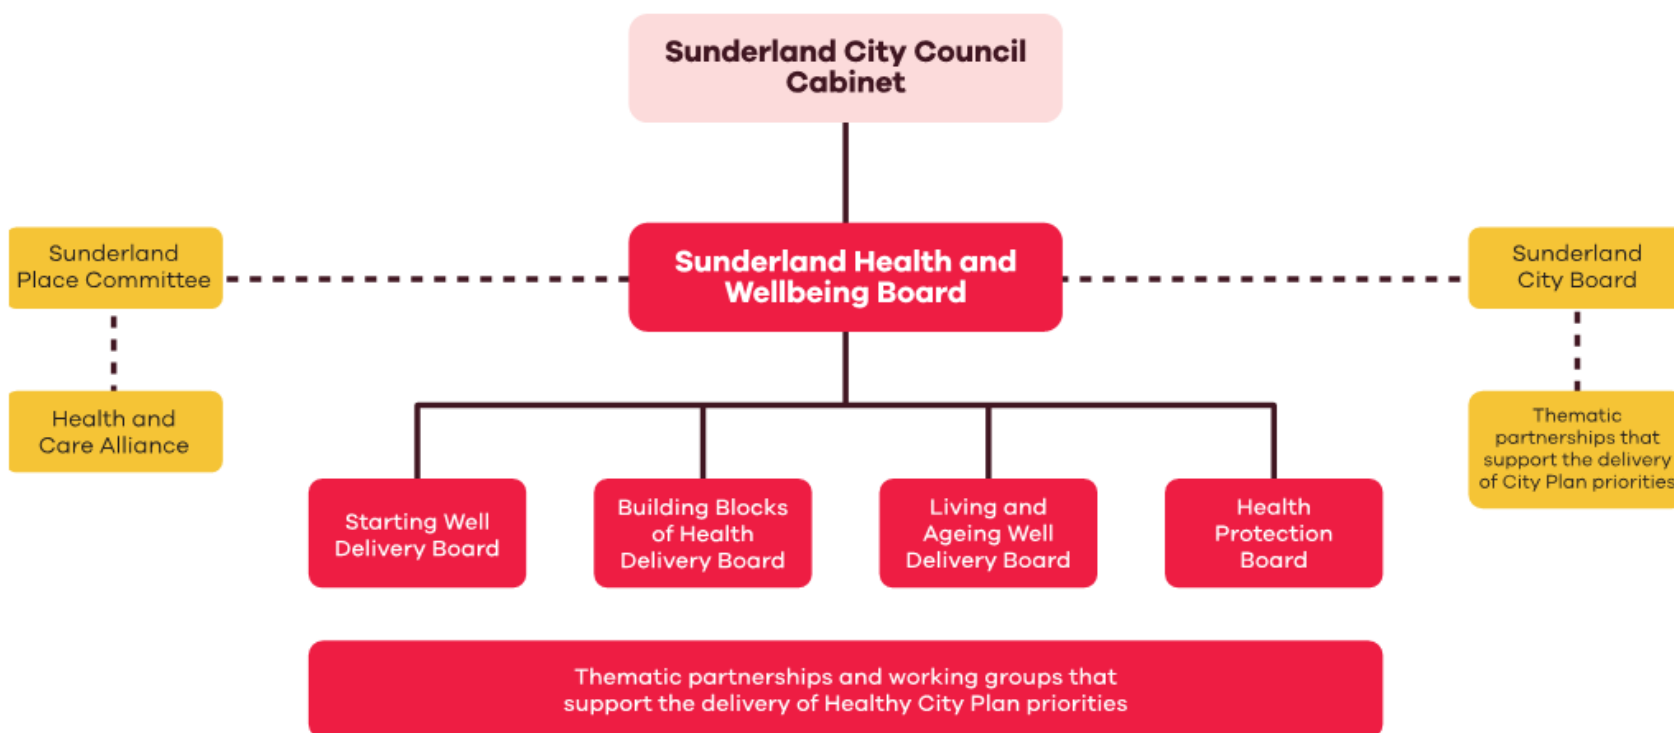 Sunderland City Council
Cabinet
Sunderland
Place Committee
Sunderland Health and
Wellbeing Board
Sunderland
City Board
Health and
Care Alliance
Thematic
partnerships that
support the delivery
of City Plan priorities
Starting Well
Delivery Board
Building Blocks
of Health
Delivery Board
Living and
Ageing Well
Delivery Board
Health
Protection
Board
Thematic partnerships and working groups that
support the delivery of Healthy City Plan priorities